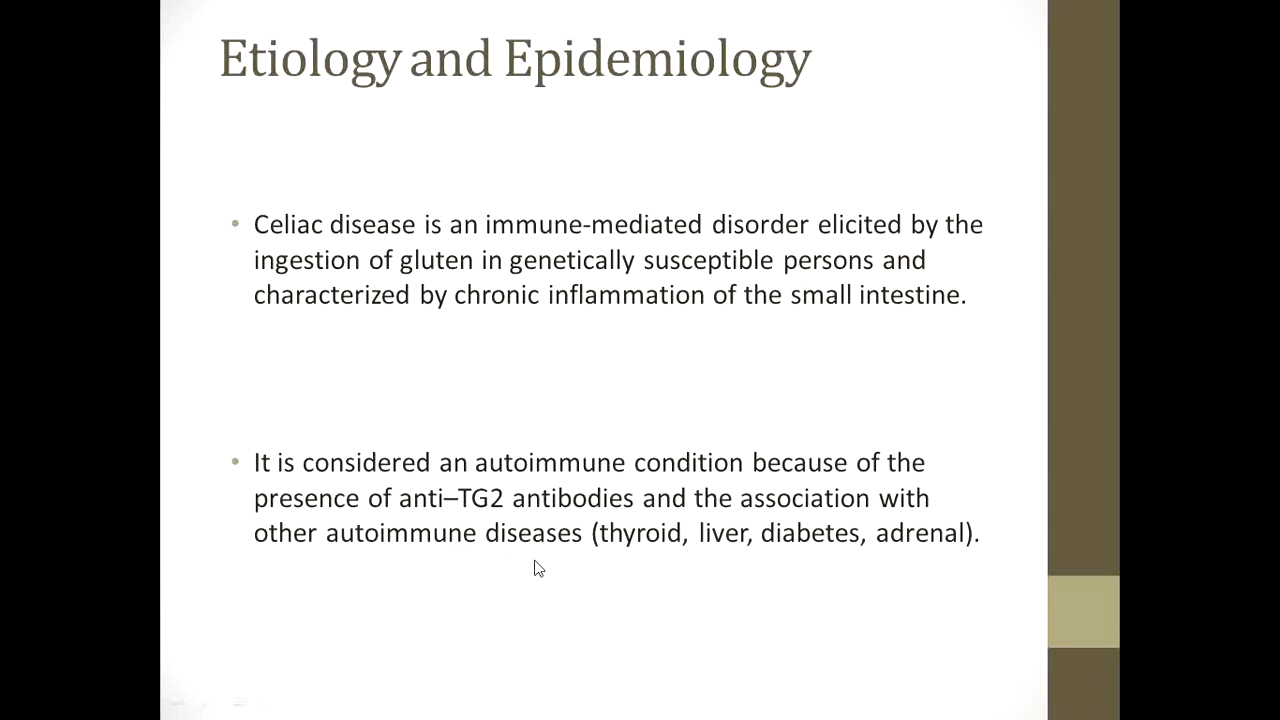 Etiology and Epidemiology
• Celiac disease is an immune-mediated disorder elicited by the
ingestion of gluten in genetically susceptible persons and
characterized by chronic inflammation of the small intestine.
• It is considered an autoimmune condition because of the
presence of anti–TG2 antibodies and the association with
other autoimmune diseases (thyroid, liver, diabetes, adrenal).